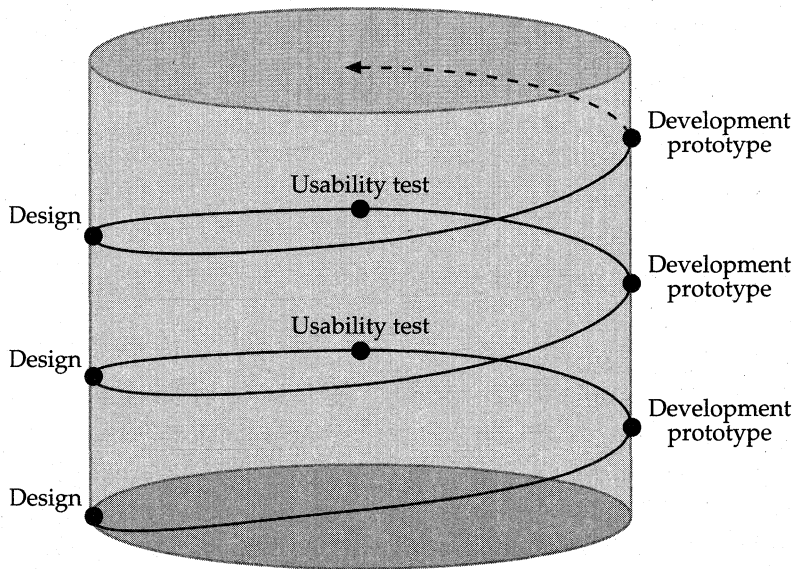 Development
prototype
Usability test
Design
Development
prototype
Usability test
Design
Development
prototype
Design